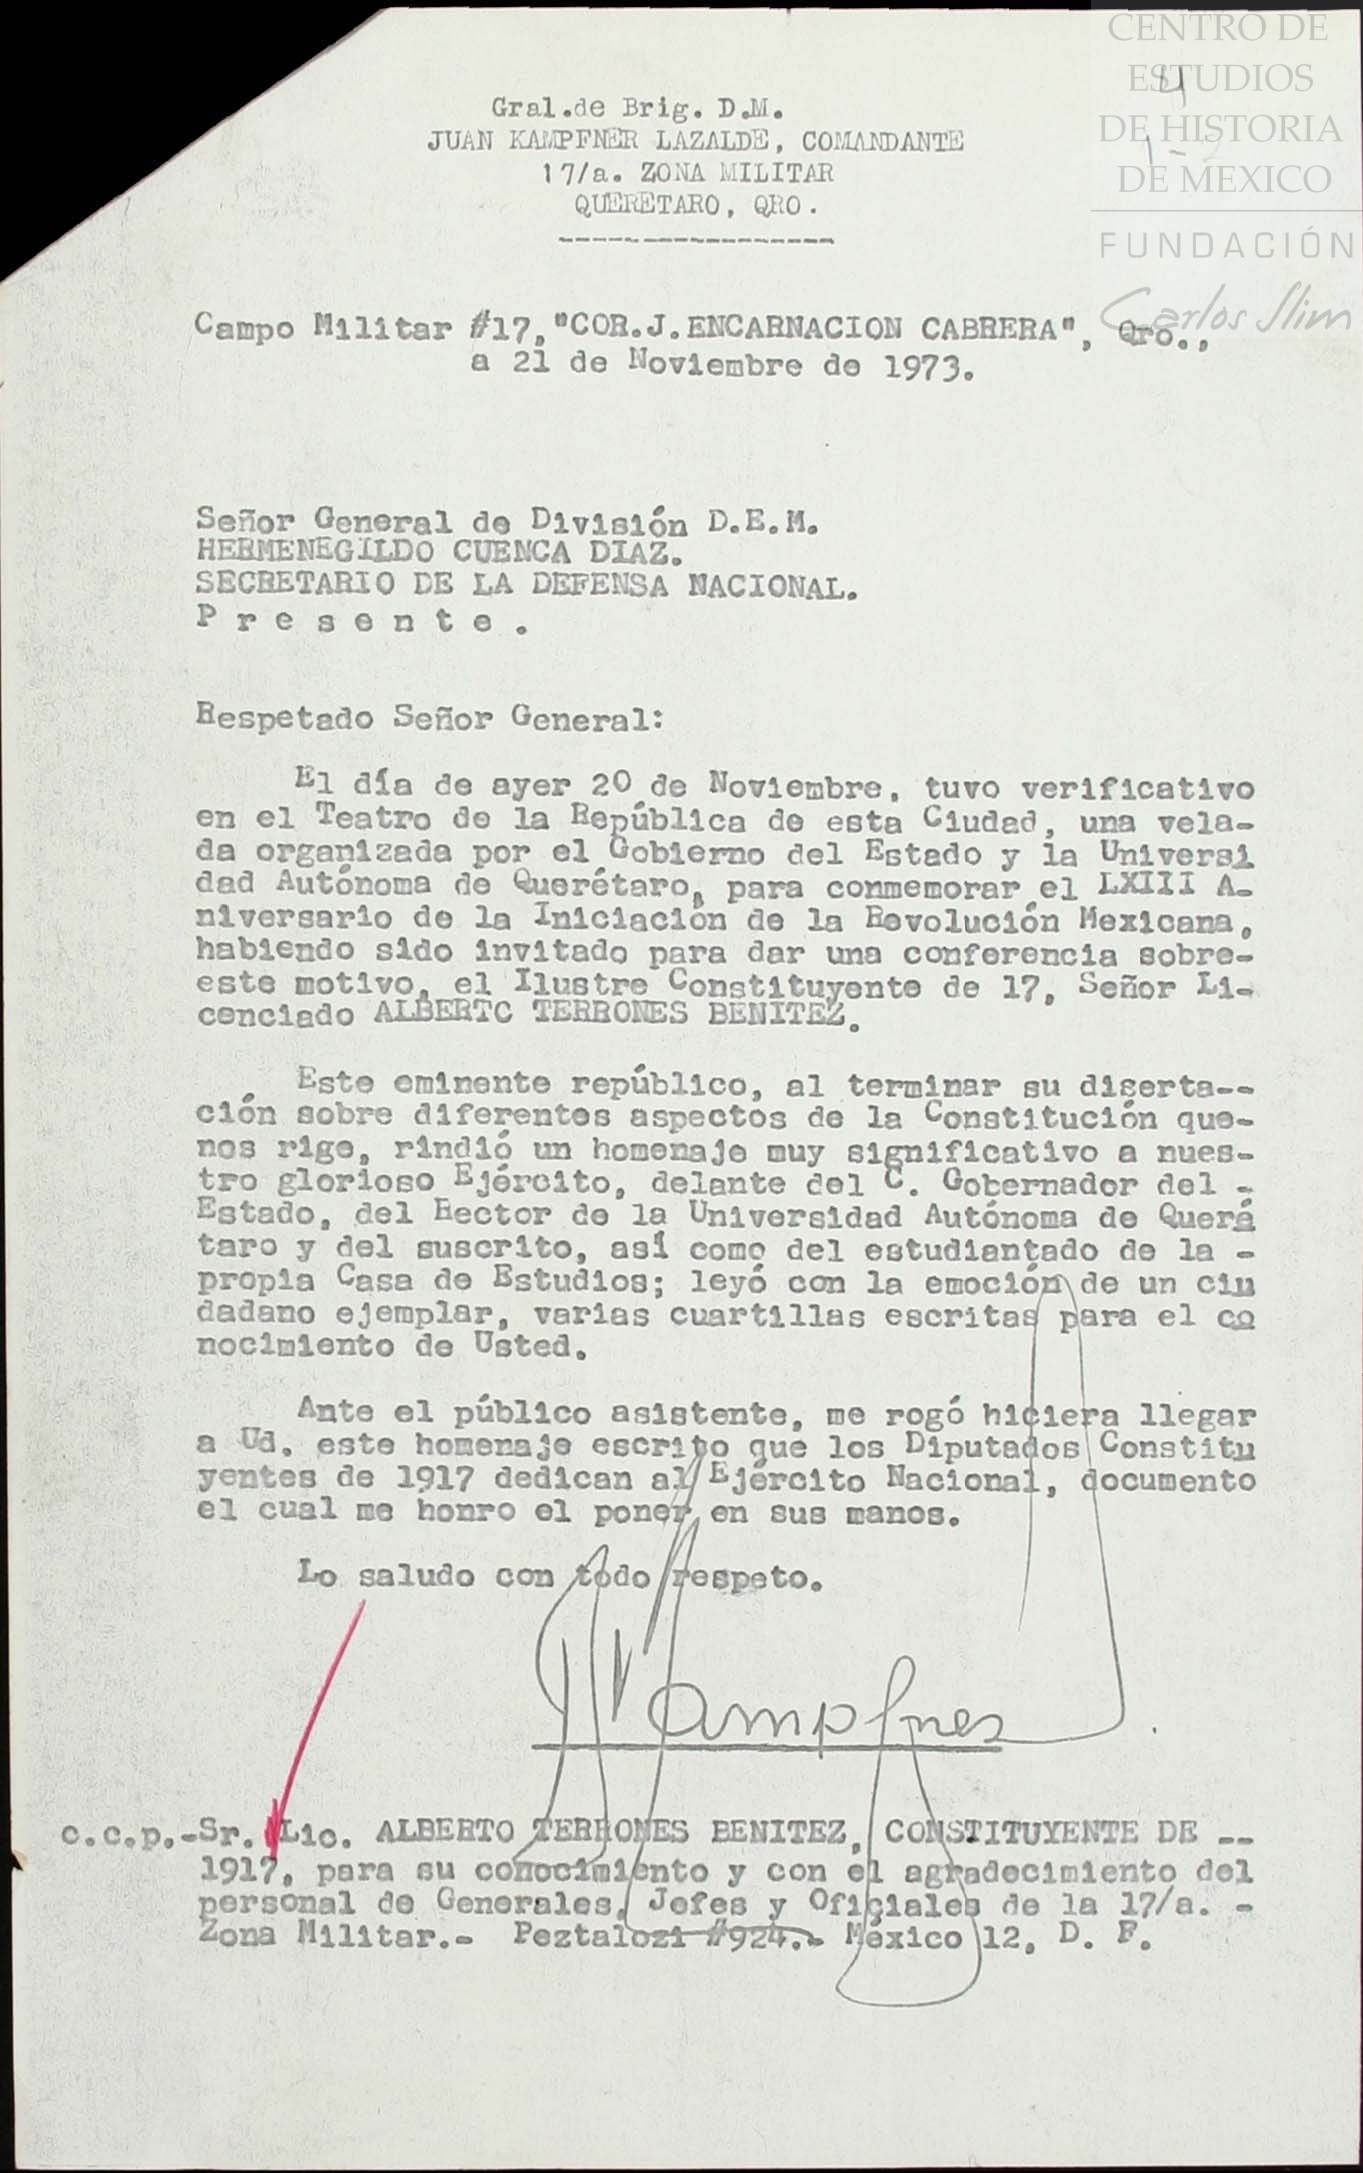 CENTRO DE
ESTUDIOS
DE HISTORIA
DE MEXICO
FUNDACIÓN
Carlos Slim
4
Gral.de Brig. D.M.
JUAN KAMPFNER LAZALDE, COMANDANTE
17/a. ZONA MILITAR
QUERETARO, QRO.
------------------
Campo Militar #17, "COR.J.ENCARNACION CABRERA", Qro.,
a 21 de Noviembre de 1973.
Señor General de División D.E.M.
HERMENEGILDO CUENCA DIAZ.
SECRETARIO DE LA DEFENSA NACIONAL.
P r e s e n t e .
Respetado Señor General:
El día de ayer 20 de Noviembre, tuvo verificativo
en el Teatro de la República de esta Ciudad, una vela-
da organizada por el Gobierno del Estado y la Universi
dad Autónoma de Querétaro, para conmemorar el LXIII A-
niversario de la Iniciación de la Revolución Mexicana,
habiendo sido invitado para dar una conferencia sobre-
este motivo, el Ilustre Constituyente de 17, Señor Li-
cenciado ALBERTO TERRONES BENITEZ.
Este eminente repúblico, al terminar su diserta--
ción sobre diferentes aspectos de la Constitución que-
nos rige, rindió un homenaje muy significativo a nues-
tro glorioso Ejército, delante del C. Gobernador del -
Estado, del Rector de la Universidad Autónoma de Queré
taro y del suscrito, así como del estudiantado de la -
propia Casa de Estudios; leyó con la emoción de un ciu
dadano ejemplar, varias cuartillas escritas para el co
nocimiento de Usted.
Ante el público asistente, me rogó hiciera llegar
a Ud. este homenaje escrito que los Diputados Constitu
yentes de 1917 dedican al Ejército Nacional, documento
el cual me honro el poner en sus manos.
Lo saludo con todo respeto.
Kampfner
c.c.p.-Sr. Lic. ALBERTO TERRONES BENITEZ, CONSTITUYENTE DE --
1917, para su conocimiento y con el agradecimiento del
personal de Generales, Jefes y Oficiales de la 17/a. -
Zona Militar.- Peztalozi #924.- México 12, D. F.